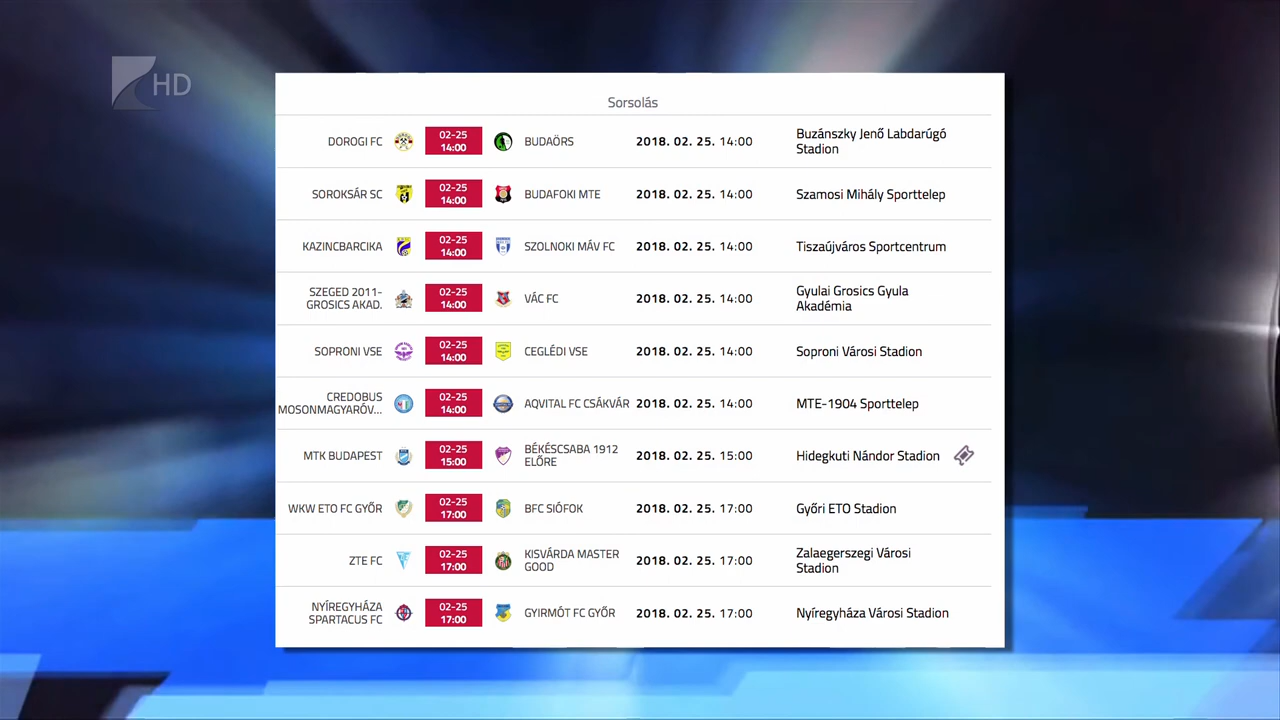 HD
Sorsolás
DOROGI FC 02-25 14:00 BUDAÖRS 2018. 02. 25. 14:00 Buzánszky Jenő Labdarúgó Stadion
SOROKSÁR SC 02-25 14:00 BUDAFOKI MTE 2018. 02. 25. 14:00 Szamosi Mihály Sporttelep
KAZINCBARCIKA 02-25 14:00 SZOLNOKI MÁV FC 2018. 02. 25. 14:00 Tiszaújváros Sportcentrum
SZEGED 2011-GROSICS AKAD. 02-25 14:00 VÁC FC 2018. 02. 25. 14:00 Gyulai Grosics Gyula Akadémia
SOPRONI VSE 02-25 14:00 CEGLÉDI VSE 2018. 02. 25. 14:00 Soproni Városi Stadion
CREDOBUS MOSONMAGYARÓV... 02-25 14:00 AQVITAL FC CSÁKVÁR 2018. 02. 25. 14:00 MTE-1904 Sporttelep
MTK BUDAPEST 02-25 15:00 BÉKÉSCSABA 1912 ELŐRE 2018. 02. 25. 15:00 Hidegkuti Nándor Stadion
WKW ETO FC GYŐR 02-25 17:00 BFC SIÓFOK 2018. 02. 25. 17:00 Győri ETO Stadion
ZTE FC 02-25 17:00 KISVÁRDA MASTER GOOD 2018. 02. 25. 17:00 Zalaegerszegi Városi Stadion
NYÍREGYHÁZA SPARTACUS FC 02-25 17:00 GYIRMÓT FC GYŐR 2018. 02. 25. 17:00 Nyíregyháza Városi Stadion